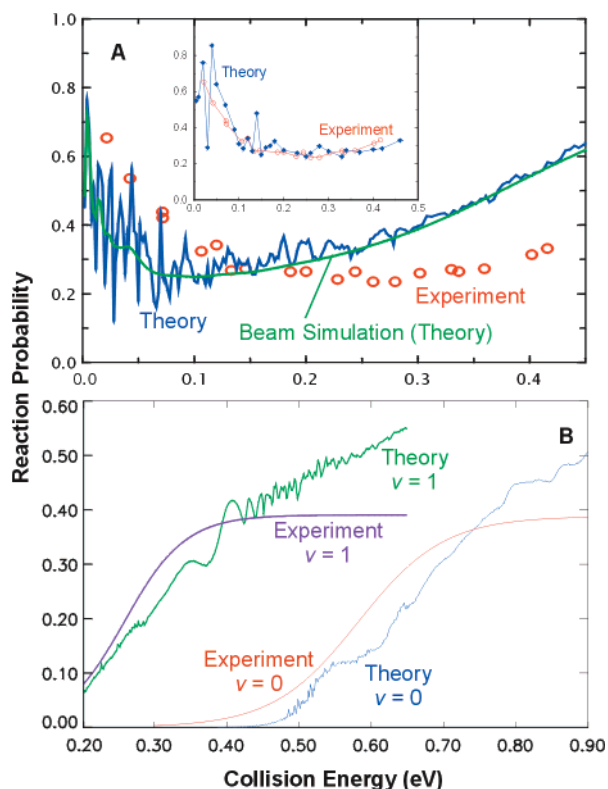 Reaction Probability
1.0
0.8
0.6
0.4
0.2
0.0
A
0.8
0.6
0.4
0.2
0
0.0
0.1
0.2
0.3
0.4
0.5
Theory
Experiment
Theory
Experiment
Beam Simulation (Theory)
0.0
0.1
0.2
0.3
0.4
B
0.60
0.50
0.40
0.30
0.20
0.10
0.00
Theory
v = 1
Experiment
v = 1
Experiment
v = 0
Theory
v = 0
0.20
0.30
0.40
0.50
0.60
0.70
0.80
0.90
Collision Energy (eV)